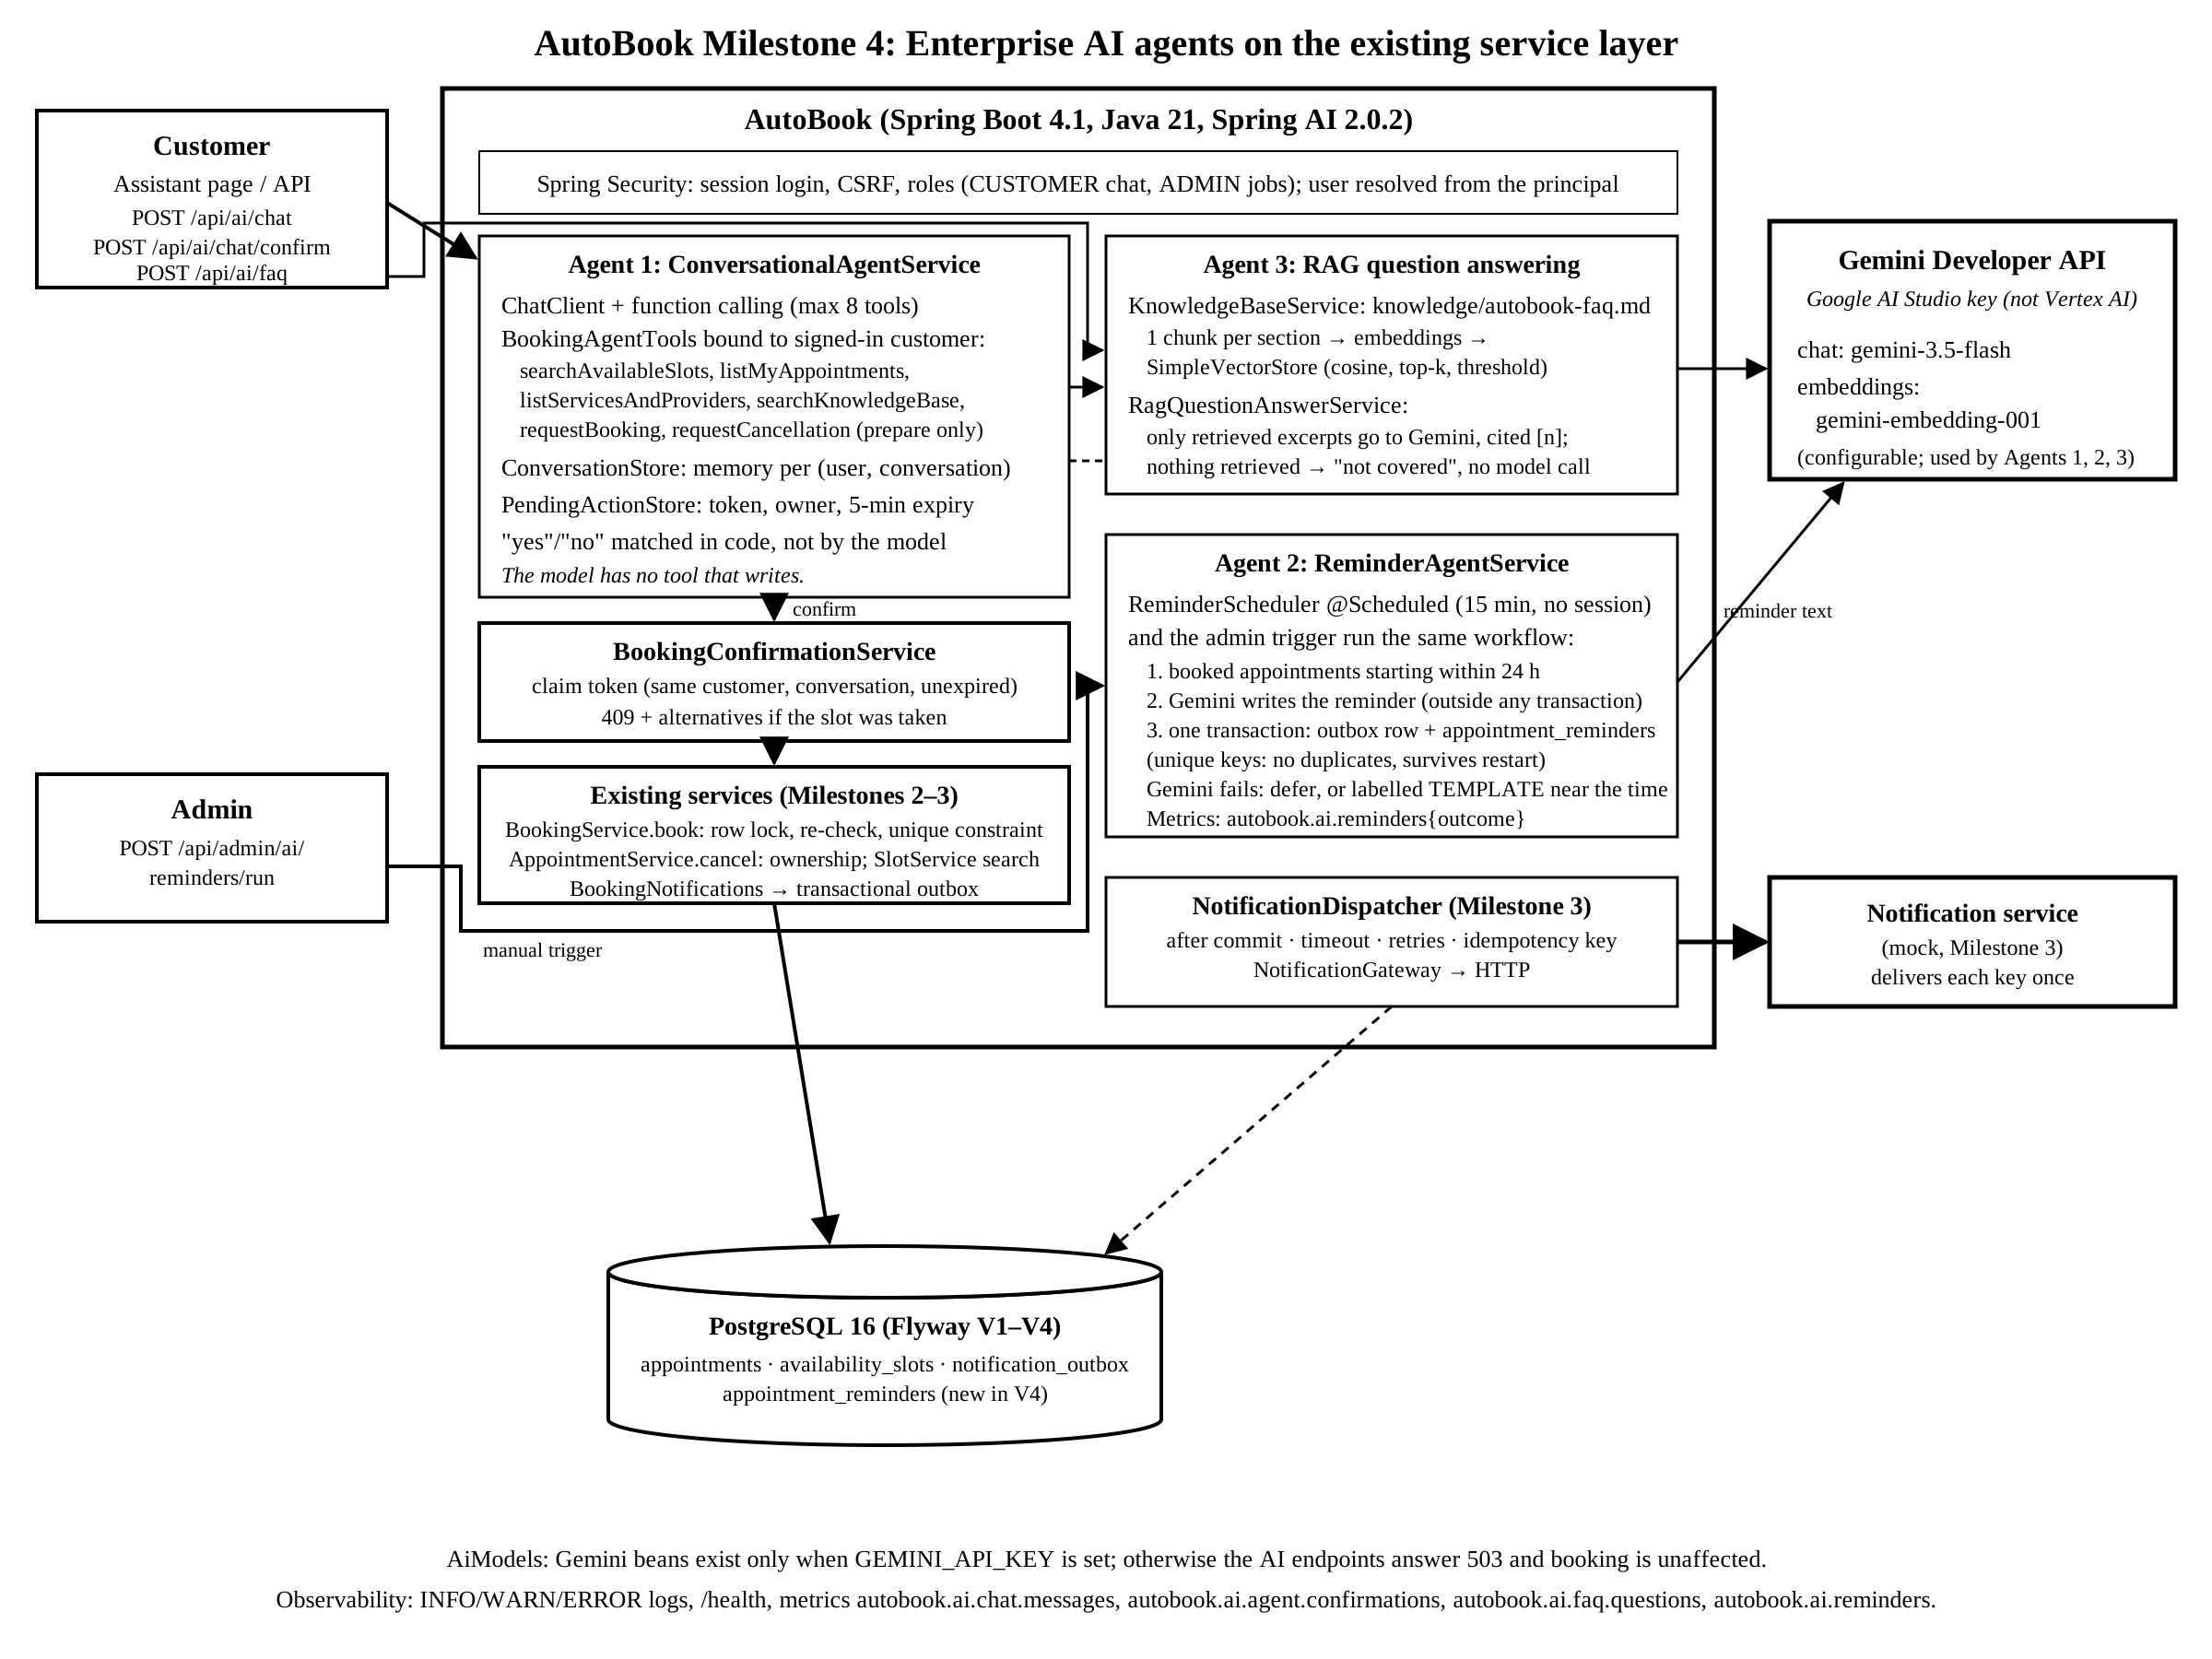 AutoBook Milestone 4: Enterprise AI agents on the existing service layer
Customer
Assistant page / API
POST /api/ai/chat
POST /api/ai/chat/confirm
POST /api/ai/faq
AutoBook (Spring Boot 4.1, Java 21, Spring AI 2.0.2)
Spring Security: session login, CSRF, roles (CUSTOMER chat, ADMIN jobs); user resolved from the principal
Agent 1: ConversationalAgentService
ChatClient + function calling (max 8 tools)
BookingAgentTools bound to signed-in customer:
searchAvailableSlots, listMyAppointments,
listServicesAndProviders, searchKnowledgeBase,
requestBooking, requestCancellation (prepare only)
ConversationStore: memory per (user, conversation)
PendingActionStore: token, owner, 5-min expiry
"yes"/"no" matched in code, not by the model
The model has no tool that writes.
confirm
BookingConfirmationService
claim token (same customer, conversation, unexpired)
409 + alternatives if the slot was taken
Existing services (Milestones 2–3)
BookingService.book: row lock, re-check, unique constraint
AppointmentService.cancel: ownership; SlotService search
BookingNotifications → transactional outbox
Agent 3: RAG question answering
KnowledgeBaseService: knowledge/autobook-faq.md
1 chunk per section → embeddings →
SimpleVectorStore (cosine, top-k, threshold)
RagQuestionAnswerService:
only retrieved excerpts go to Gemini, cited [n];
nothing retrieved → "not covered", no model call
Agent 2: ReminderAgentService
ReminderScheduler @Scheduled (15 min, no session)
and the admin trigger run the same workflow:
1. booked appointments starting within 24 h
2. Gemini writes the reminder (outside any transaction)
3. one transaction: outbox row + appointment_reminders
(unique keys: no duplicates, survives restart)
Gemini fails: defer, or labelled TEMPLATE near the time
Metrics: autobook.ai.reminders{outcome}
NotificationDispatcher (Milestone 3)
after commit · timeout · retries · idempotency key
NotificationGateway → HTTP
Gemini Developer API
Google AI Studio key (not Vertex AI)
chat: gemini-3.5-flash
embeddings:
gemini-embedding-001
(configurable; used by Agents 1, 2, 3)
reminder text
Admin
POST /api/admin/ai/
reminders/run
manual trigger
Notification service
(mock, Milestone 3)
delivers each key once
PostgreSQL 16 (Flyway V1–V4)
appointments · availability_slots · notification_outbox
appointment_reminders (new in V4)
AiModels: Gemini beans exist only when GEMINI_API_KEY is set; otherwise the AI endpoints answer 503 and booking is unaffected.
Observability: INFO/WARN/ERROR logs, /health, metrics autobook.ai.chat.messages, autobook.ai.agent.confirmations, autobook.ai.faq.questions, autobook.ai.reminders.